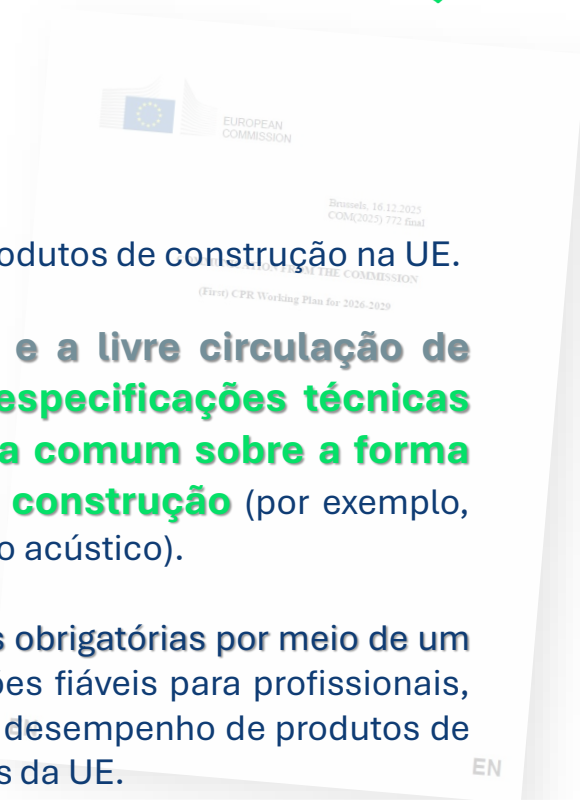 EUROPEAN
COMMISSION
Brussels, 16.12.2025
COM(2025) 772 final
odutos de construção na UE.
FROM THE COMMISSION
(First) CPR Working Plan for 2026-2029
e a livre circulação de
especificações técnicas
a comum sobre a forma
construção (por exemplo,
o acústico).
s obrigatórias por meio de um
ões fiáveis para profissionais,
desempenho de produtos de
s da UE.
EN